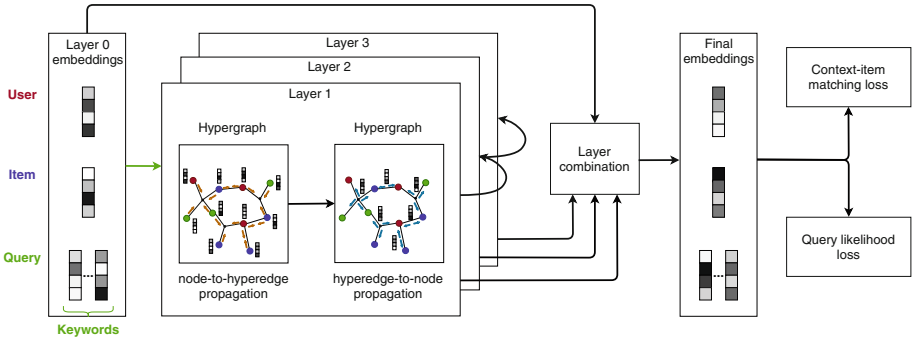 Layer 0
embeddings
User
Item
Query
Keywords
Layer 3
Layer 2
Layer 1
Hypergraph
Hypergraph
node-to-hyperedge
propagation
hyperedge-to-node
propagation
Layer
combination
Final
embeddings
Context-item
matching loss
Query likelihood
loss